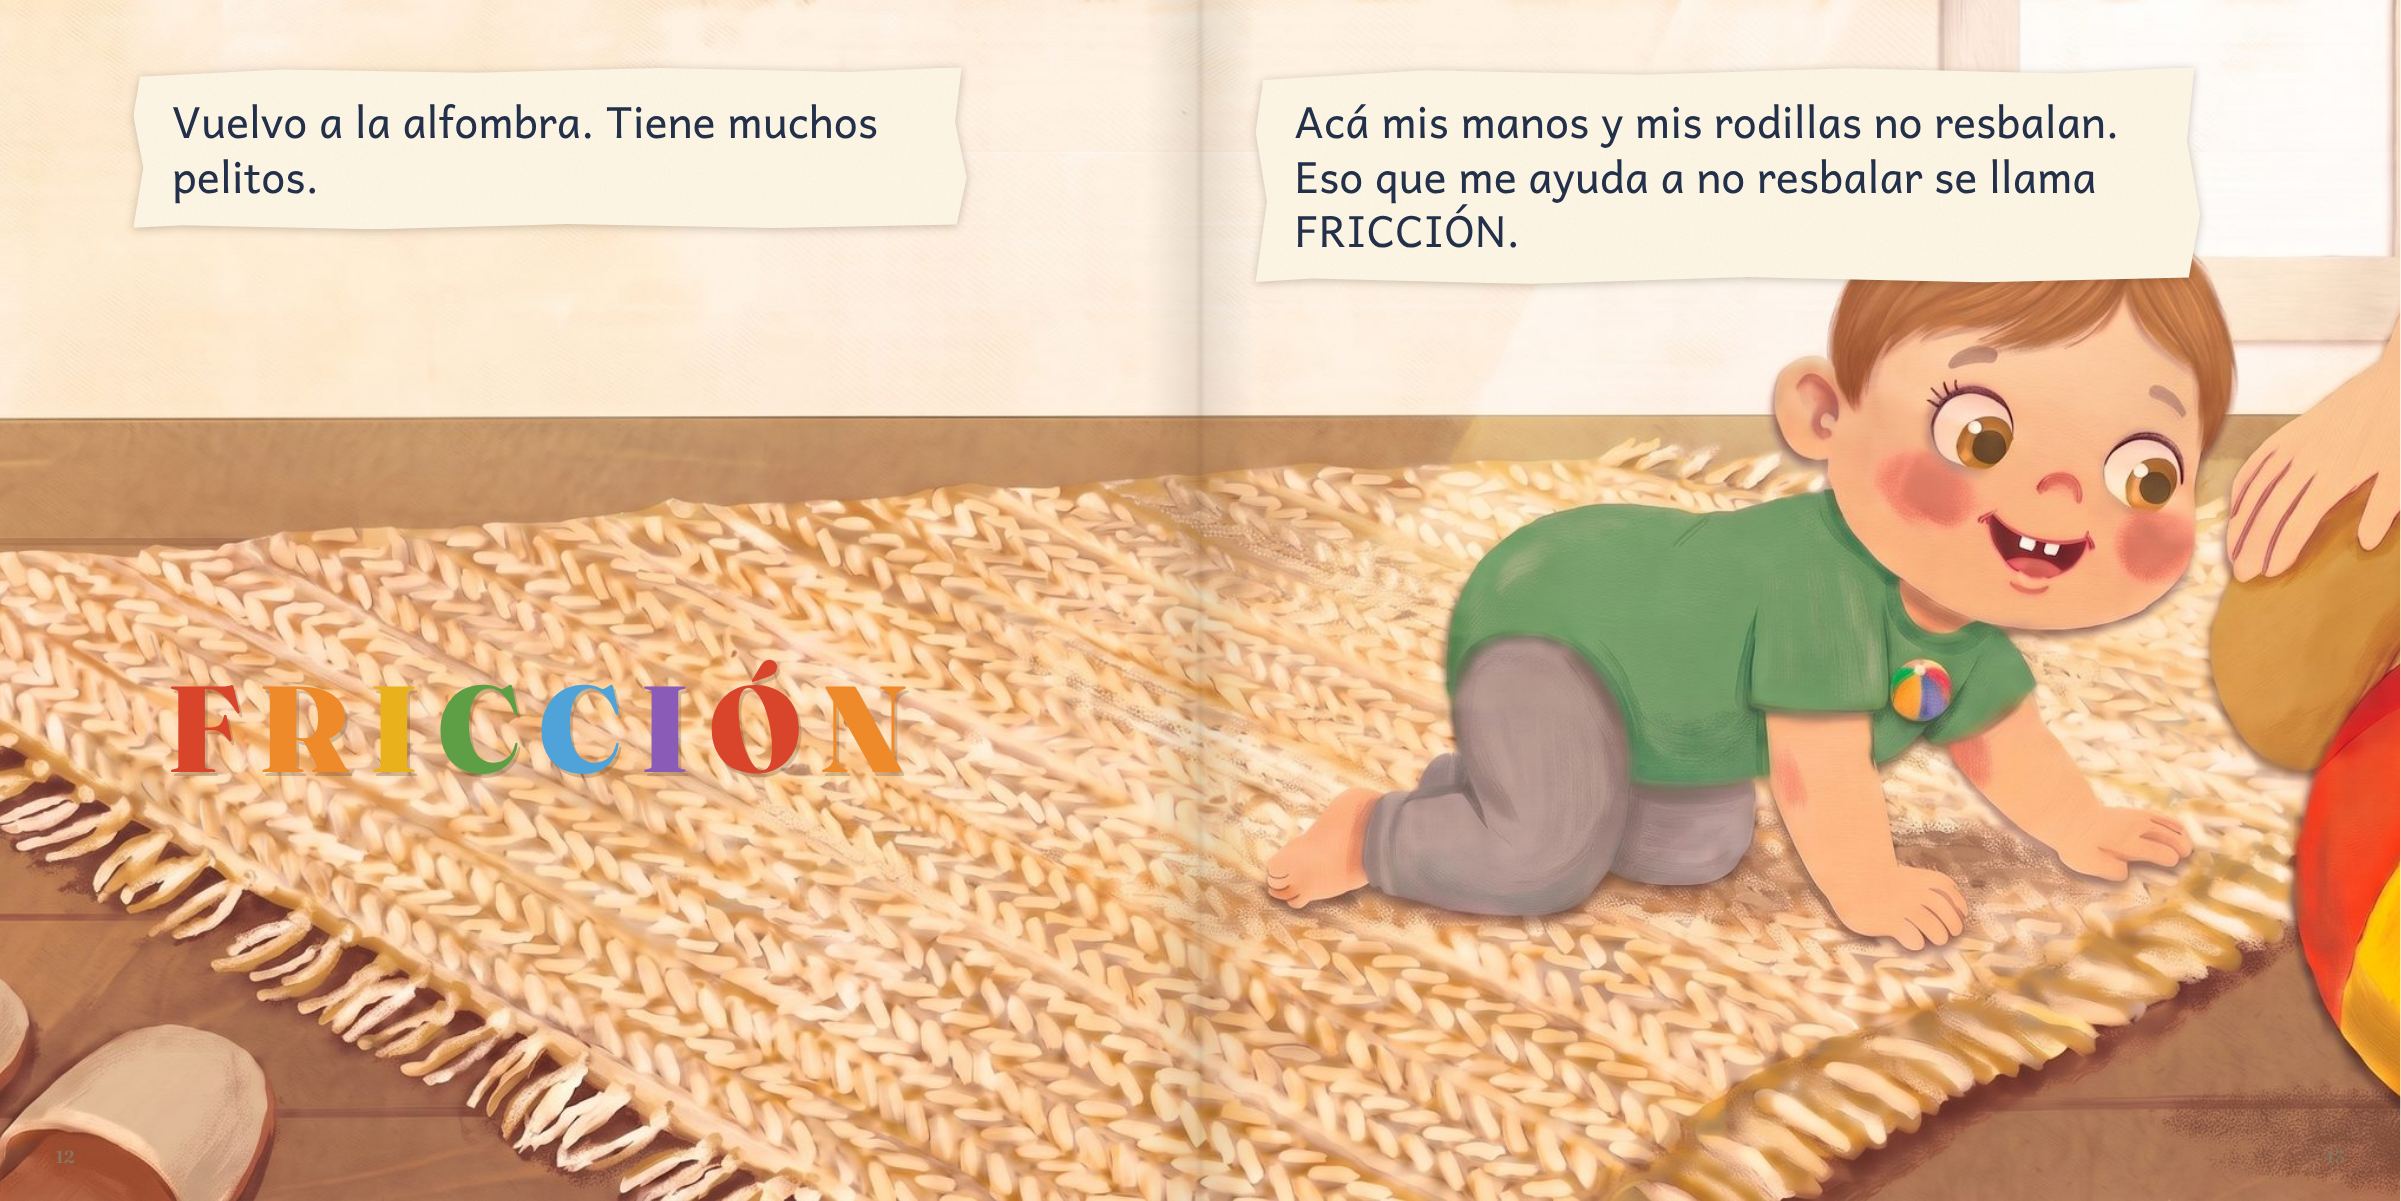 Vuelvo a la alfombra. Tiene muchos
pelitos.
Acá mis manos y mis rodillas no resbalan.
Eso que me ayuda a no resbalar se llama
FRICCIÓN.
FRICCIÓN
12